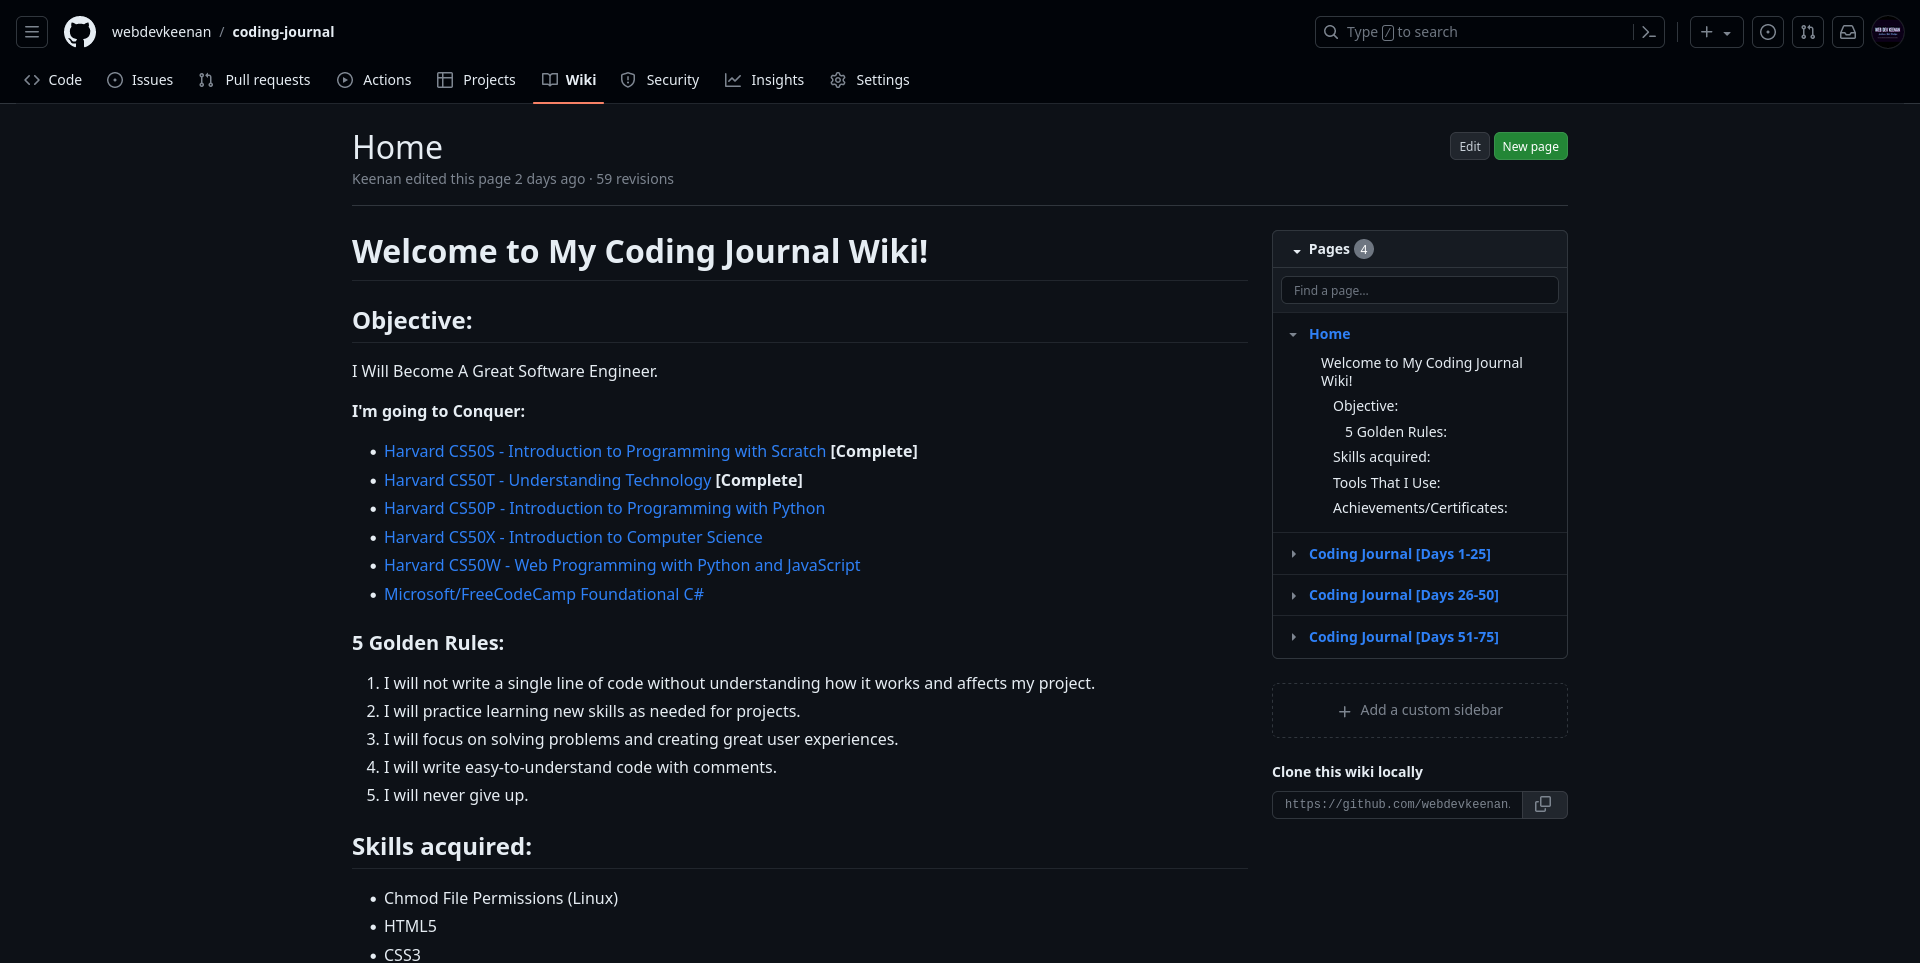 webdevkeenan / coding-journal
Type / to search
Code
Issues
Pull requests
Actions
Projects
Wiki
Security
Insights
Settings
Home
Edit
New page
Keenan edited this page 2 days ago · 59 revisions
Welcome to My Coding Journal Wiki!
Objective:
I Will Become A Great Software Engineer.
I'm going to Conquer:
• Harvard CS50S - Introduction to Programming with Scratch [Complete]
• Harvard CS50T - Understanding Technology [Complete]
• Harvard CS50P - Introduction to Programming with Python
• Harvard CS50X - Introduction to Computer Science
• Harvard CS50W - Web Programming with Python and JavaScript
• Microsoft/FreeCodeCamp Foundational C#
5 Golden Rules:
1. I will not write a single line of code without understanding how it works and affects my project.
2. I will practice learning new skills as needed for projects.
3. I will focus on solving problems and creating great user experiences.
4. I will write easy-to-understand code with comments.
5. I will never give up.
Skills acquired:
• Chmod File Permissions (Linux)
• HTML5
• CSS3
Pages 4
Find a page...
Home
Welcome to My Coding Journal
Wiki!
Objective:
5 Golden Rules:
Skills acquired:
Tools That I Use:
Achievements/Certificates:
Coding Journal [Days 1-25]
Coding Journal [Days 26-50]
Coding Journal [Days 51-75]
Add a custom sidebar
Clone this wiki locally
https://github.com/webdevkeenan.